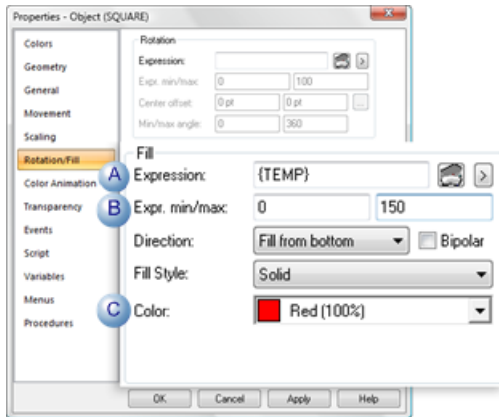 Properties - Object (SQUARE)
Colors
Geometry
General
Movement
Scaling
Rotation/Fill
Color Animation
Transparency
Events
Script
Variables
Menus
Procedures
Rotation
Expression: >
Expr. min/max: 0 100
Center offset: 0 pt 0 pt ...
Min/max angle: 0 360
Fill
A Expression: {TEMP} >
B Expr. min/max: 0 150
Direction: Fill from bottom Bipolar
Fill Style: Solid
C Color: Red (100%)
OK Cancel Apply Help